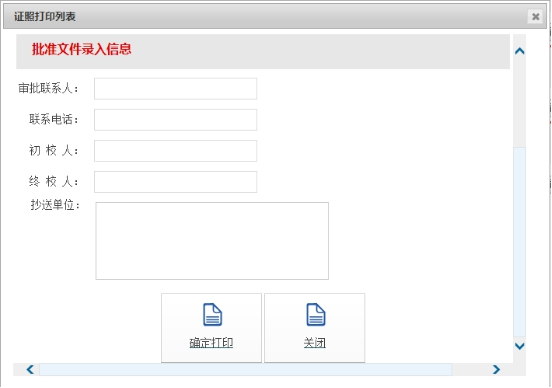 证照打印列表
批准文件录入信息
审批联系人：
联系电话：
初 校 人：
终 校 人：
抄送单位：
确定打印 关闭